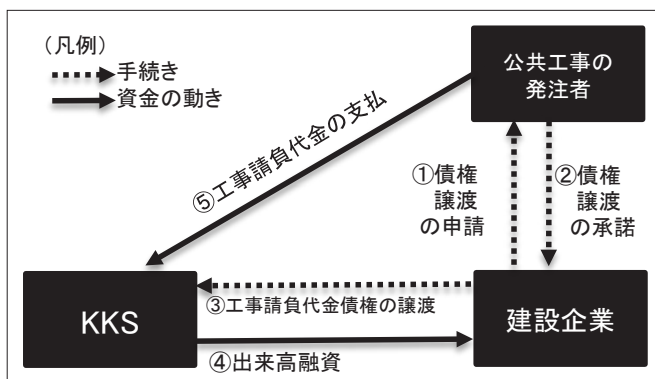 (凡例)
手続き
資金の動き
公共工事の
発注者
⑤工事請負代金の支払
①債権
譲渡
の申請
②債権
譲渡
の承諾
KKS
③工事請負代金債権の譲渡
④出来高融資
建設企業